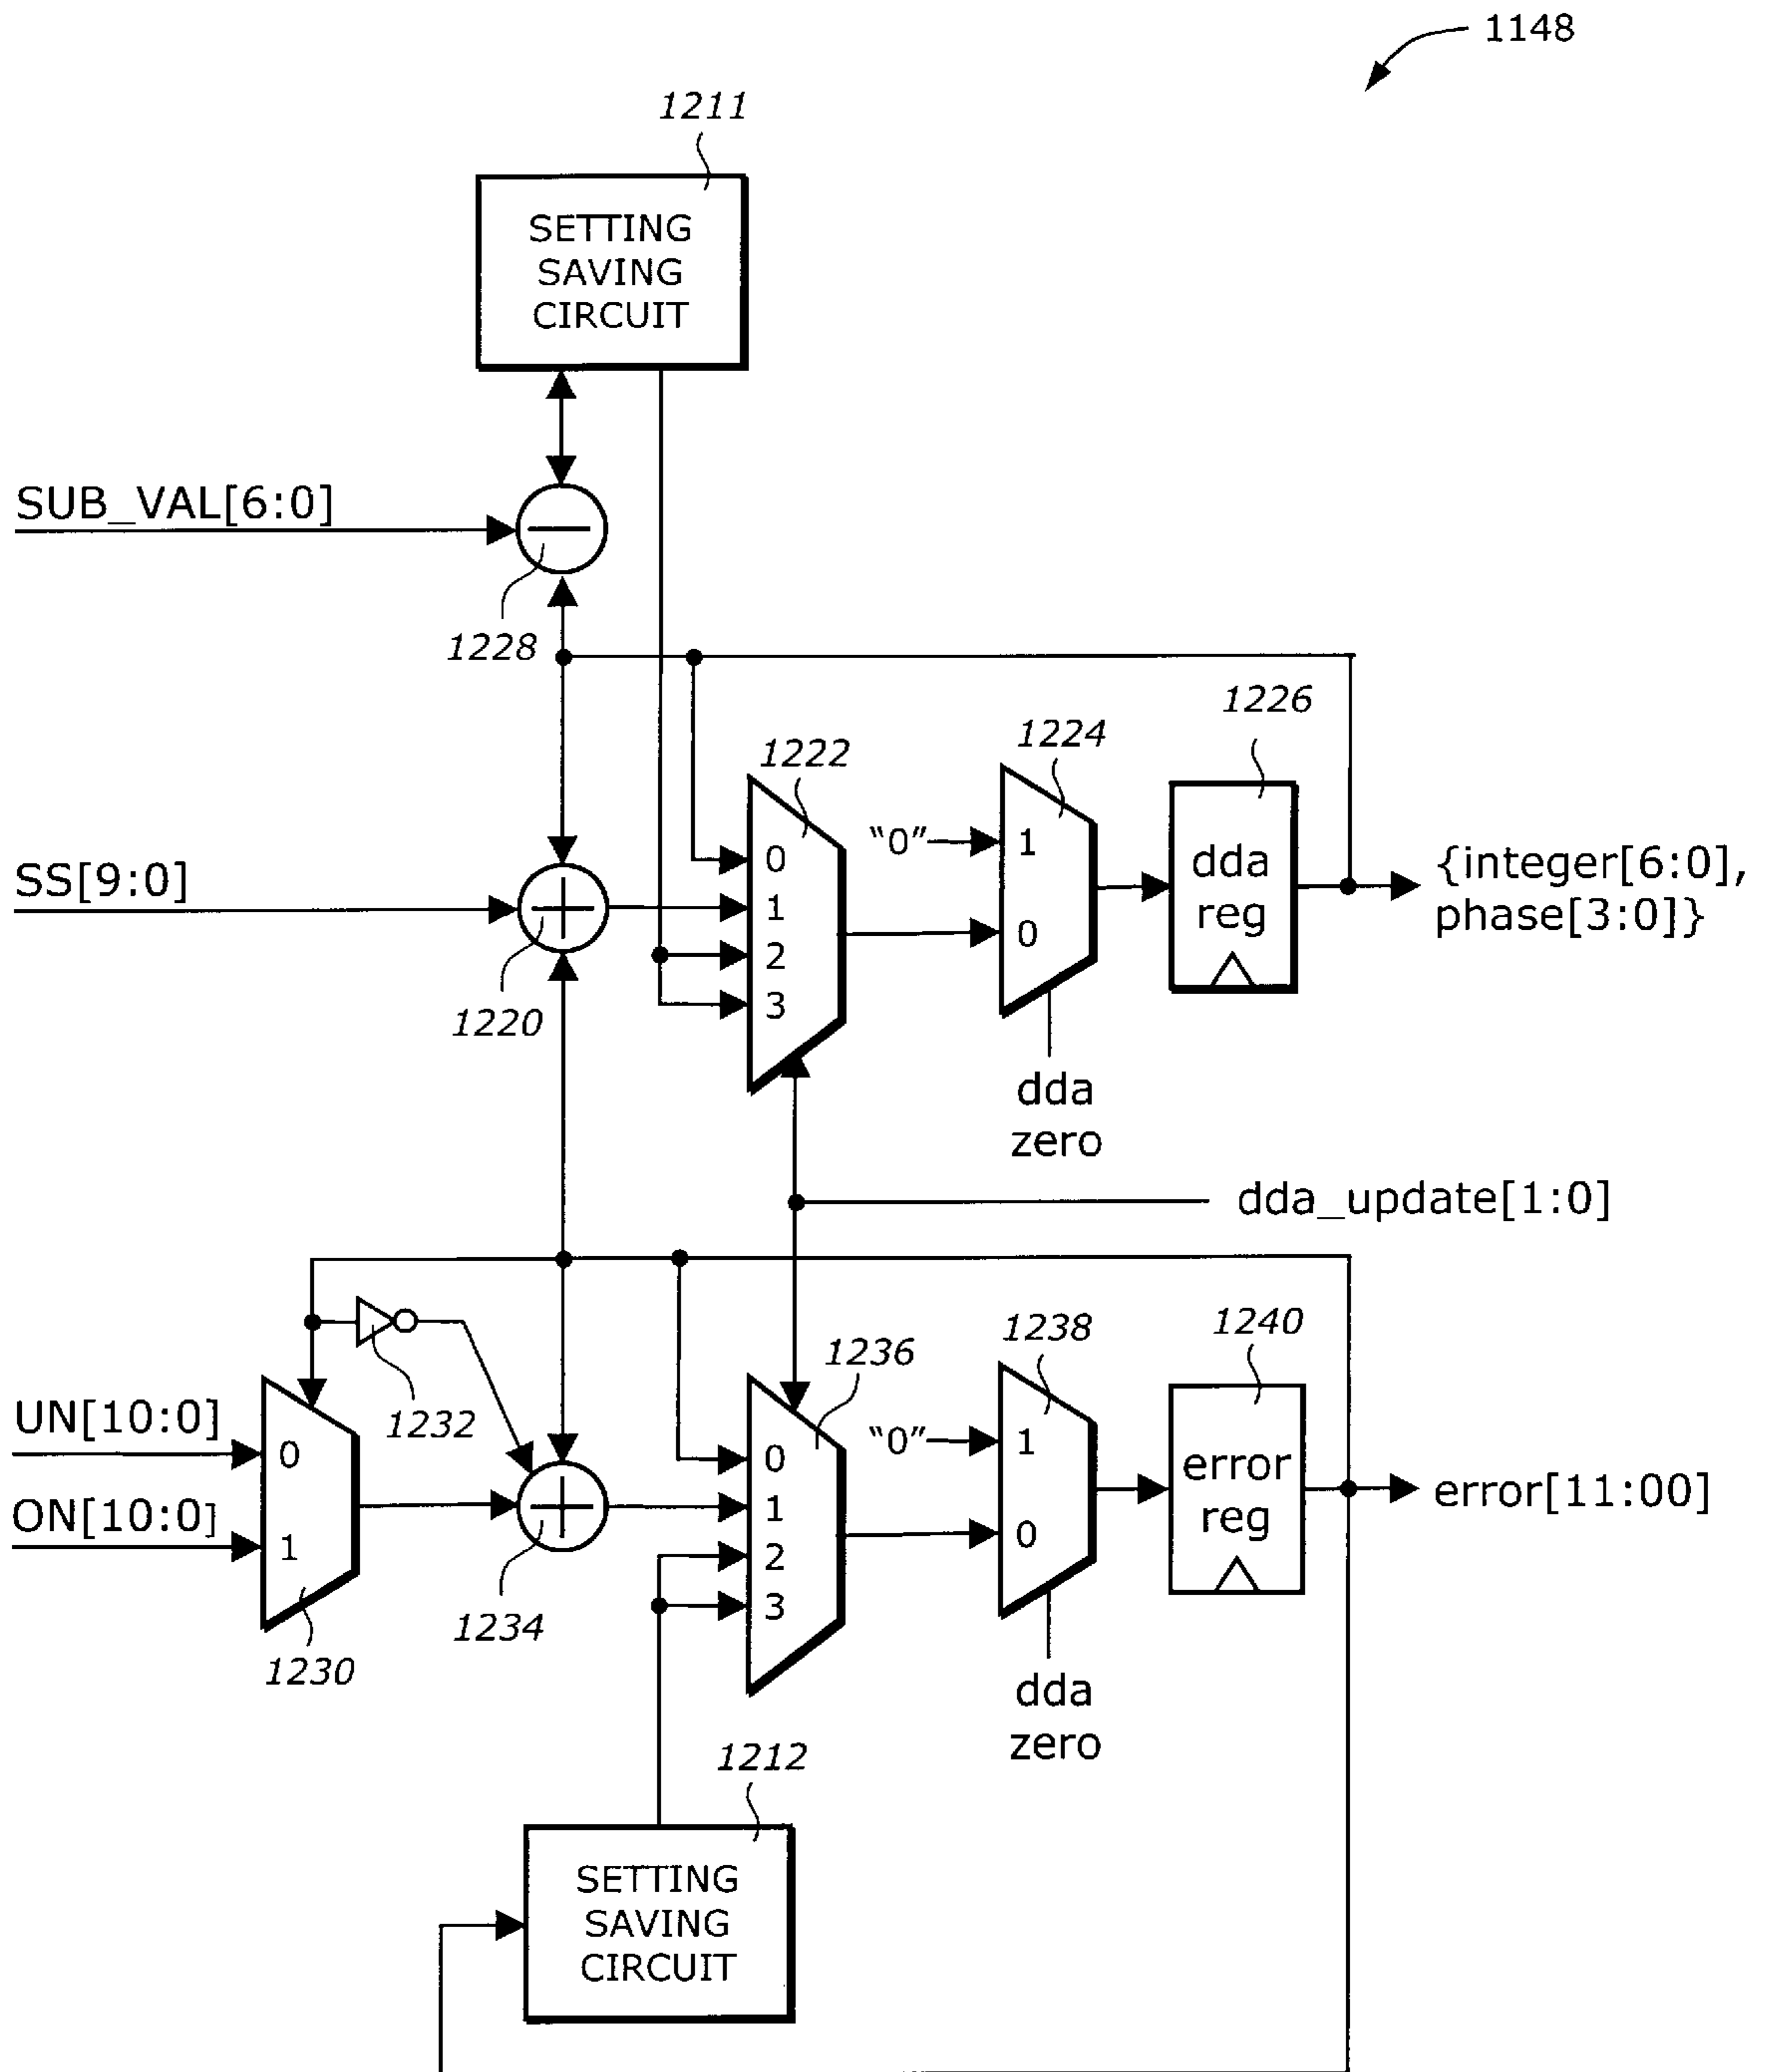 1148
1211
SETTING
SAVING
CIRCUIT
SUB_VAL[6:0]
1228
1226
1224
1222
"0"
1
0
dda
reg
{integer[6:0],
phase[3:0]}
SS[9:0]
0
1
2
3
1220
dda
zero
dda_update[1:0]
1240
1238
1236
1232
UN[10:0]
0
ON[10:0]
1
"0"
1
0
error
reg
error[11:00]
0
1
2
3
1234
1230
dda
zero
1212
SETTING
SAVING
CIRCUIT